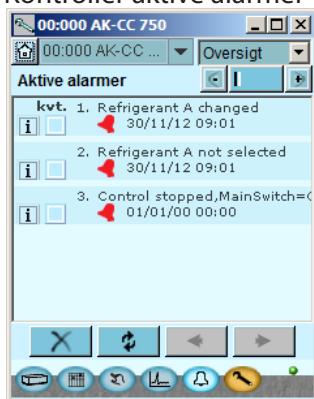 Kontroller aktive alarmer
00:000 AK-CC 750
00:000 AK-CC ... Oversigt
Aktive alarmer
kvt. 1. Refrigerant A changed
30/11/12 09:01
2. Refrigerant A not selected
30/11/12 09:01
3. Control stopped,MainSwitch=
01/01/00 00:00